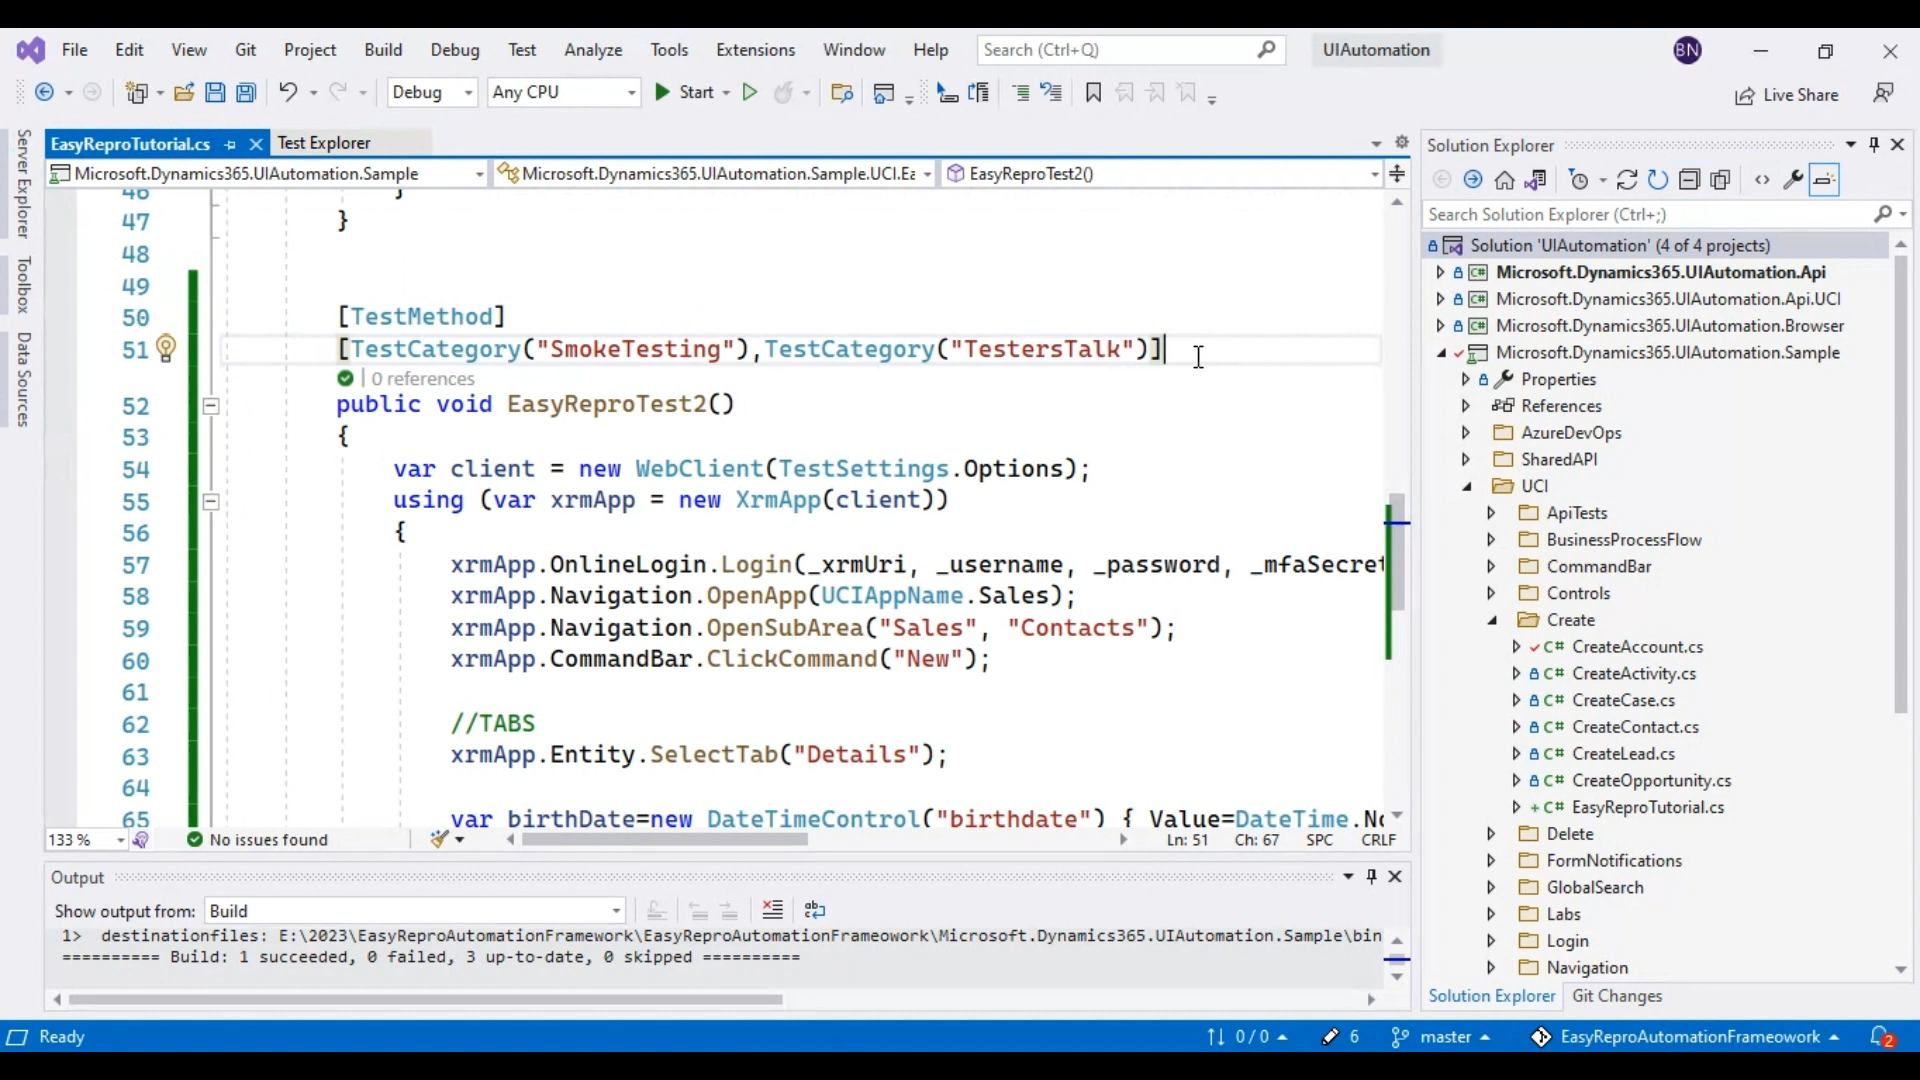 File Edit View Git Project Build Debug Test Analyze Tools Extensions Window Help Search (Ctrl+Q) UIAutomation BN
Debug Any CPU Start Live Share
Server Explorer
Toolbox
Data Sources
EasyReproTutorial.cs Test Explorer
Microsoft.Dynamics365.UIAutomation.Sample Microsoft.Dynamics365.UIAutomation.Sample.UCI.Ea EasyReproTest2()
46 }
47 }
48
49
50 [TestMethod]
51 [TestCategory("SmokeTesting"),TestCategory("TestersTalk")]
0 references
52 public void EasyReproTest2()
53 {
54 var client = new WebClient(TestSettings.Options);
55 using (var xrmApp = new XrmApp(client))
56 {
57 xrmApp.OnlineLogin.Login(_xrmUri, _username, _password, _mfaSecret
58 xrmApp.Navigation.OpenApp(UCIAppName.Sales);
59 xrmApp.Navigation.OpenSubArea("Sales", "Contacts");
60 xrmApp.CommandBar.ClickCommand("New");
61
62 //TABS
63 xrmApp.Entity.SelectTab("Details");
64
65 var birthDate=new DateTimeControl("birthdate") { Value=DateTime.No
133 % No issues found Ln: 51 Ch: 67 SPC CRLF
Output
Show output from: Build
1> destinationfiles: E:\2023\EasyReproAutomationFramework\EasyReproAutomationFrameowork\Microsoft.Dynamics365.UIAutomation.Sample\bin
========== Build: 1 succeeded, 0 failed, 3 up-to-date, 0 skipped ==========
Solution Explorer
Search Solution Explorer (Ctrl+;)
Solution 'UIAutomation' (4 of 4 projects)
Microsoft.Dynamics365.UIAutomation.Api
Microsoft.Dynamics365.UIAutomation.Api.UCI
Microsoft.Dynamics365.UIAutomation.Browser
Microsoft.Dynamics365.UIAutomation.Sample
Properties
References
AzureDevOps
SharedAPI
UCI
ApiTests
BusinessProcessFlow
CommandBar
Controls
Create
C# CreateAccount.cs
C# CreateActivity.cs
C# CreateCase.cs
C# CreateContact.cs
C# CreateLead.cs
C# CreateOpportunity.cs
+ C# EasyReproTutorial.cs
Delete
FormNotifications
GlobalSearch
Labs
Login
Navigation
Solution Explorer Git Changes
Ready 0 / 0 6 master EasyReproAutomationFrameowork 2